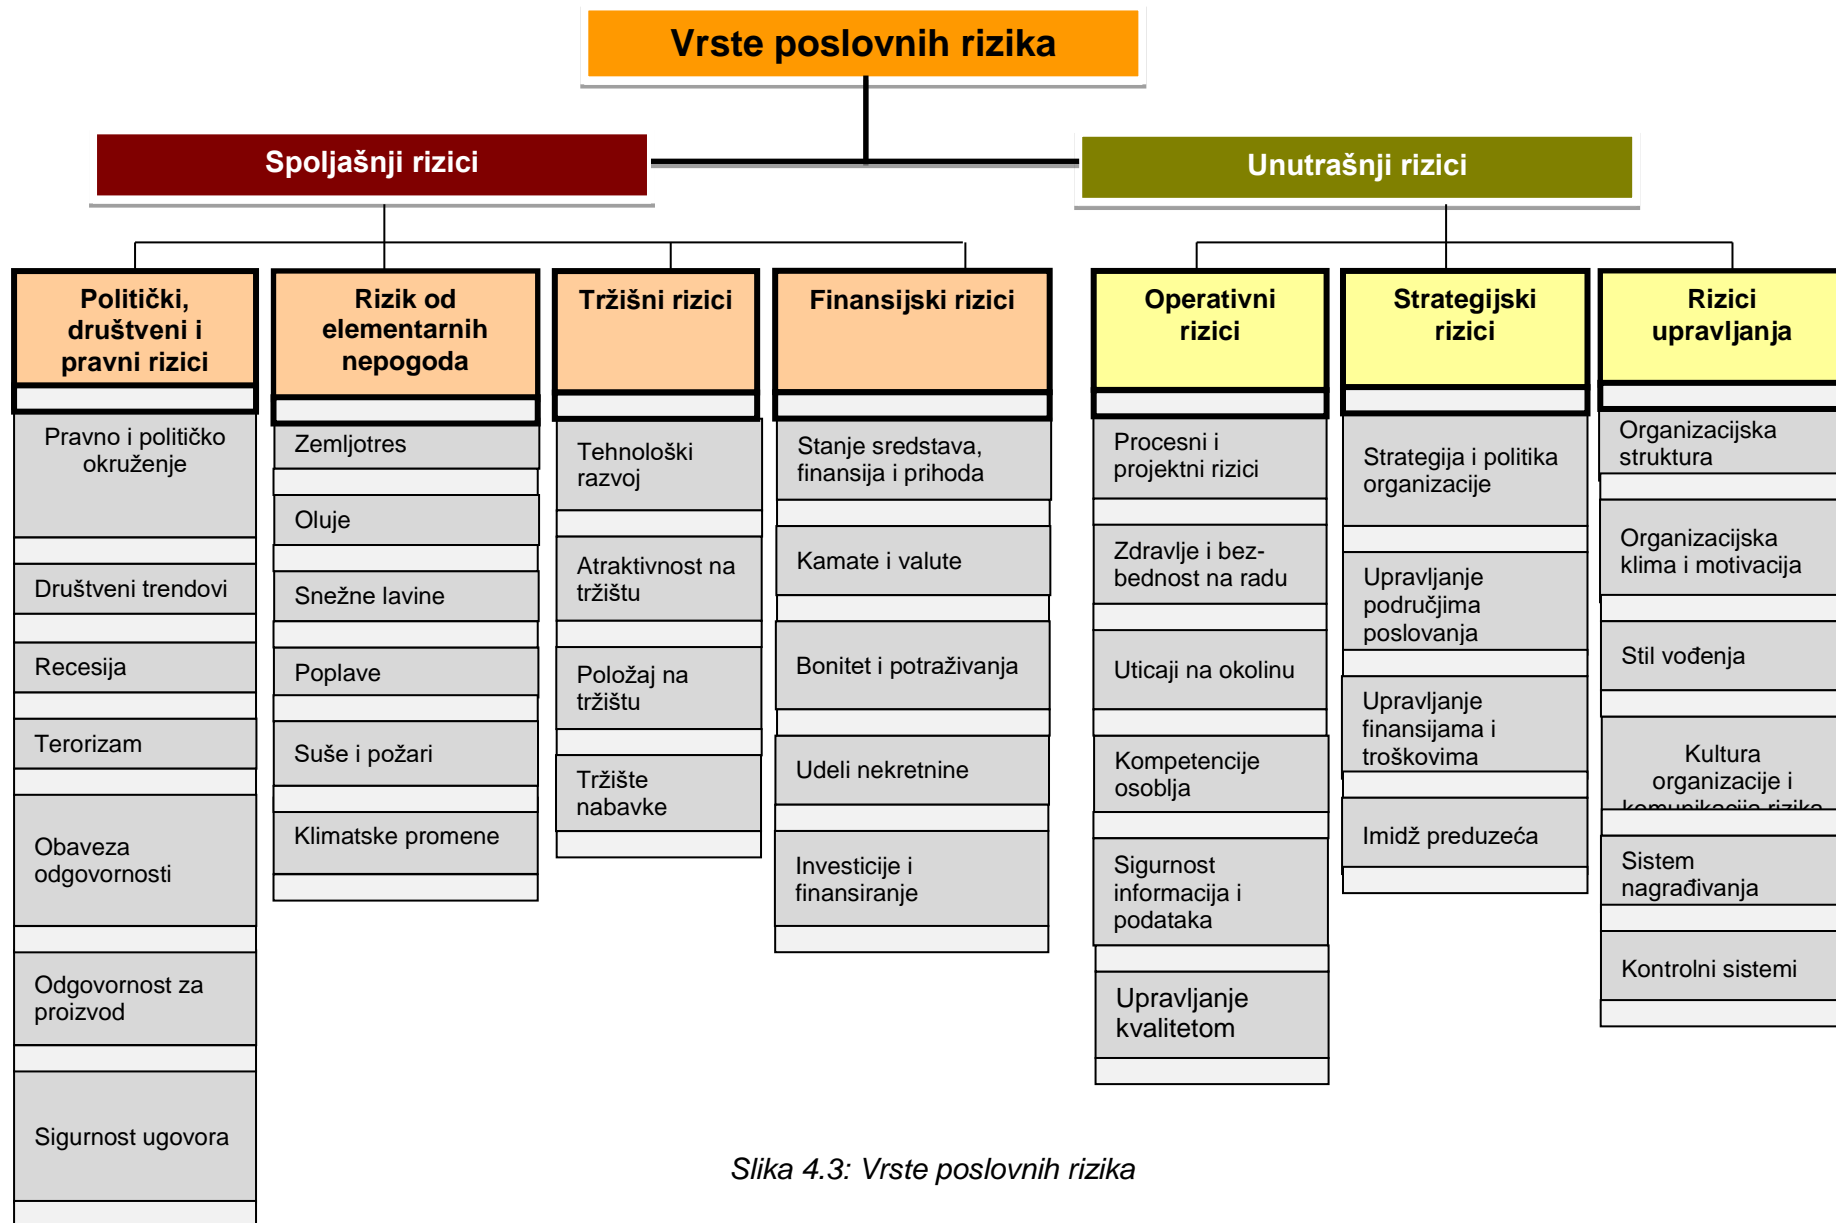 Vrste poslovnih rizika
Spoljašnji rizici
Unutrašnji rizici
Politički,
društveni i
pravni rizici
Pravno i političko
okruženje
Društveni trendovi
Recesija
Terorizam
Obaveza
odgovornosti
Odgovornost za
proizvod
Sigurnost ugovora
Rizik od
elementarnih
nepogoda
Zemljotres
Oluje
Snežne lavine
Poplave
Suše i požari
Klimatske promene
Tržišni rizici
Tehnološki
razvoj
Atraktivnost na
tržištu
Položaj na
tržištu
Tržište
nabavke
Finansijski rizici
Stanje sredstava,
finansija i prihoda
Kamate i valute
Bonitet i potraživanja
Udeli nekretnine
Investicije i
finansiranje
Operativni
rizici
Procesni i
projektni rizici
Zdravlje i bez-
bednost na radu
Uticaji na okolinu
Kompetencije
osoblja
Sigurnost
informacija i
podataka
Upravljanje
kvalitetom
Strategijski
rizici
Strategija i politika
organizacije
Upravljanje
područjima
poslovanja
Upravljanje
finansijama i
troškovima
Imidž preduzeća
Rizici
upravljanja
Organizacijska
struktura
Organizacijska
klima i motivacija
Stil vođenja
Kultura
organizacije i
komunikacija rizika
Sistem
nagrađivanja
Kontrolni sistemi
Slika 4.3: Vrste poslovnih rizika